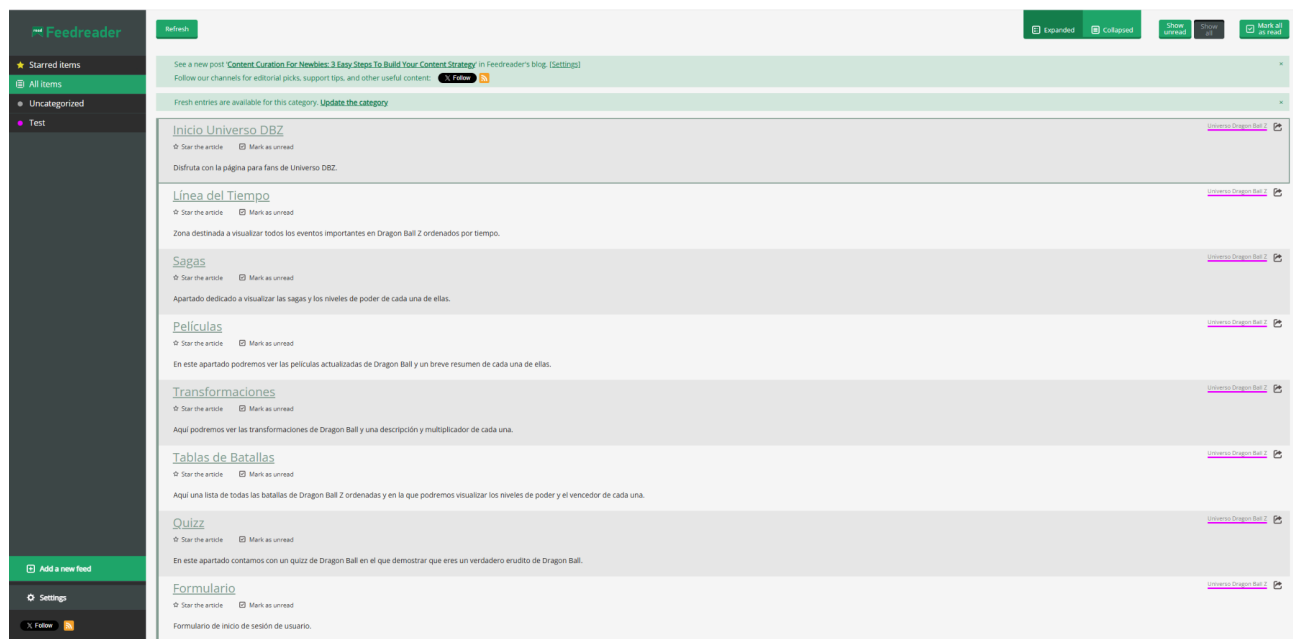 Feedreader
Refresh
Expanded
Collapsed
Show unread
Show all
Mark all as read
Starred items
All items
Uncategorized
Test
See a new post 'Content Curation For Newbies: 3 Easy Steps To Build Your Content Strategy' in Feedreader's blog. [Settings]
Follow our channels for editorial picks, support tips, and other useful content: X Follow
Fresh entries are available for this category. Update the category
Inicio Universo DBZ
Universo Dragon Ball Z
Star the article Mark as unread
Disfruta con la página para fans de Universo DBZ.
Línea del Tiempo
Universo Dragon Ball Z
Star the article Mark as unread
Zona destinada a visualizar todos los eventos importantes en Dragon Ball Z ordenados por tiempo.
Sagas
Universo Dragon Ball Z
Star the article Mark as unread
Apartado dedicado a visualizar las sagas y los niveles de poder de cada una de ellas.
Películas
Universo Dragon Ball Z
Star the article Mark as unread
En este apartado podremos ver las películas actualizadas de Dragon Ball y un breve resumen de cada una de ellas.
Transformaciones
Universo Dragon Ball Z
Star the article Mark as unread
Aquí podremos ver las transformaciones de Dragon Ball y una descripción y multiplicador de cada una.
Tablas de Batallas
Universo Dragon Ball Z
Star the article Mark as unread
Aquí una lista de todas las batallas de Dragon Ball Z ordenadas y en la que podremos visualizar los niveles de poder y el vencedor de cada una.
Quizz
Universo Dragon Ball Z
Star the article Mark as unread
En este apartado contamos con un quizz de Dragon Ball en el que demostrar que eres un verdadero erudito de Dragon Ball.
Formulario
Universo Dragon Ball Z
Star the article Mark as unread
Formulario de inicio de sesión de usuario.
Add a new feed
Settings
X Follow